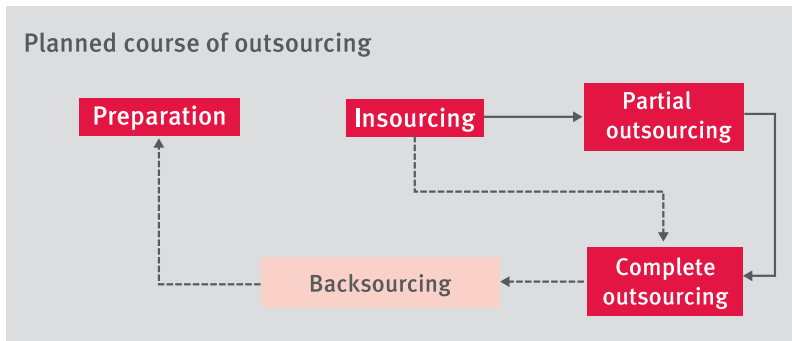 Planned course of outsourcing
Preparation
Insourcing
Partial
outsourcing
Backsourcing
Complete
outsourcing